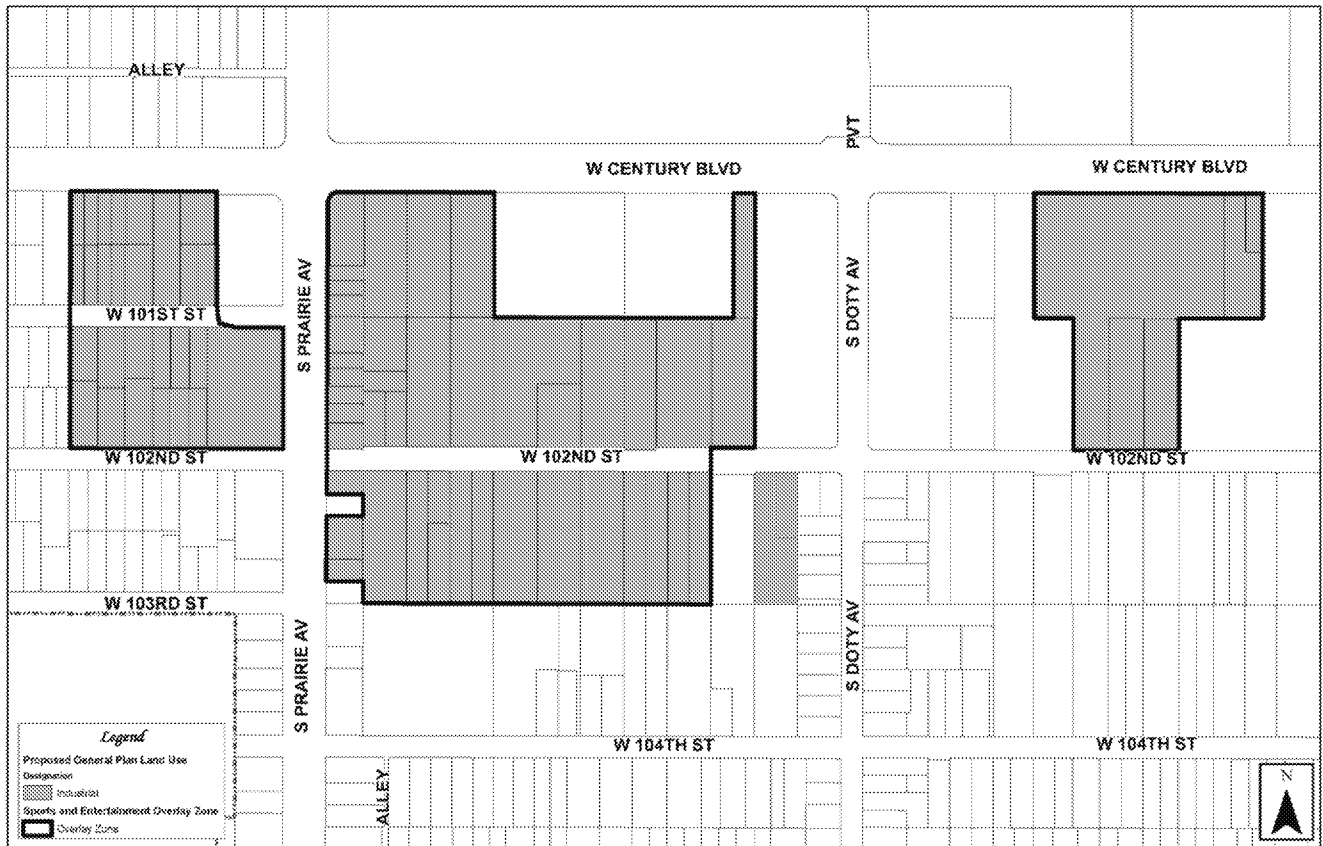 ALLEY
PVT
W CENTURY BLVD
W CENTURY BLVD
S PRAIRIE AV
S DOTY AV
W 101ST ST
W 102ND ST
W 102ND ST
W 102ND ST
W 103RD ST
S PRAIRIE AV
S DOTY AV
W 104TH ST
W 104TH ST
ALLEY
Legend
Proposed General Plan Land Use
Designation
Industrial
Sports and Entertainment Overlay Zone
Overlay Zone
N